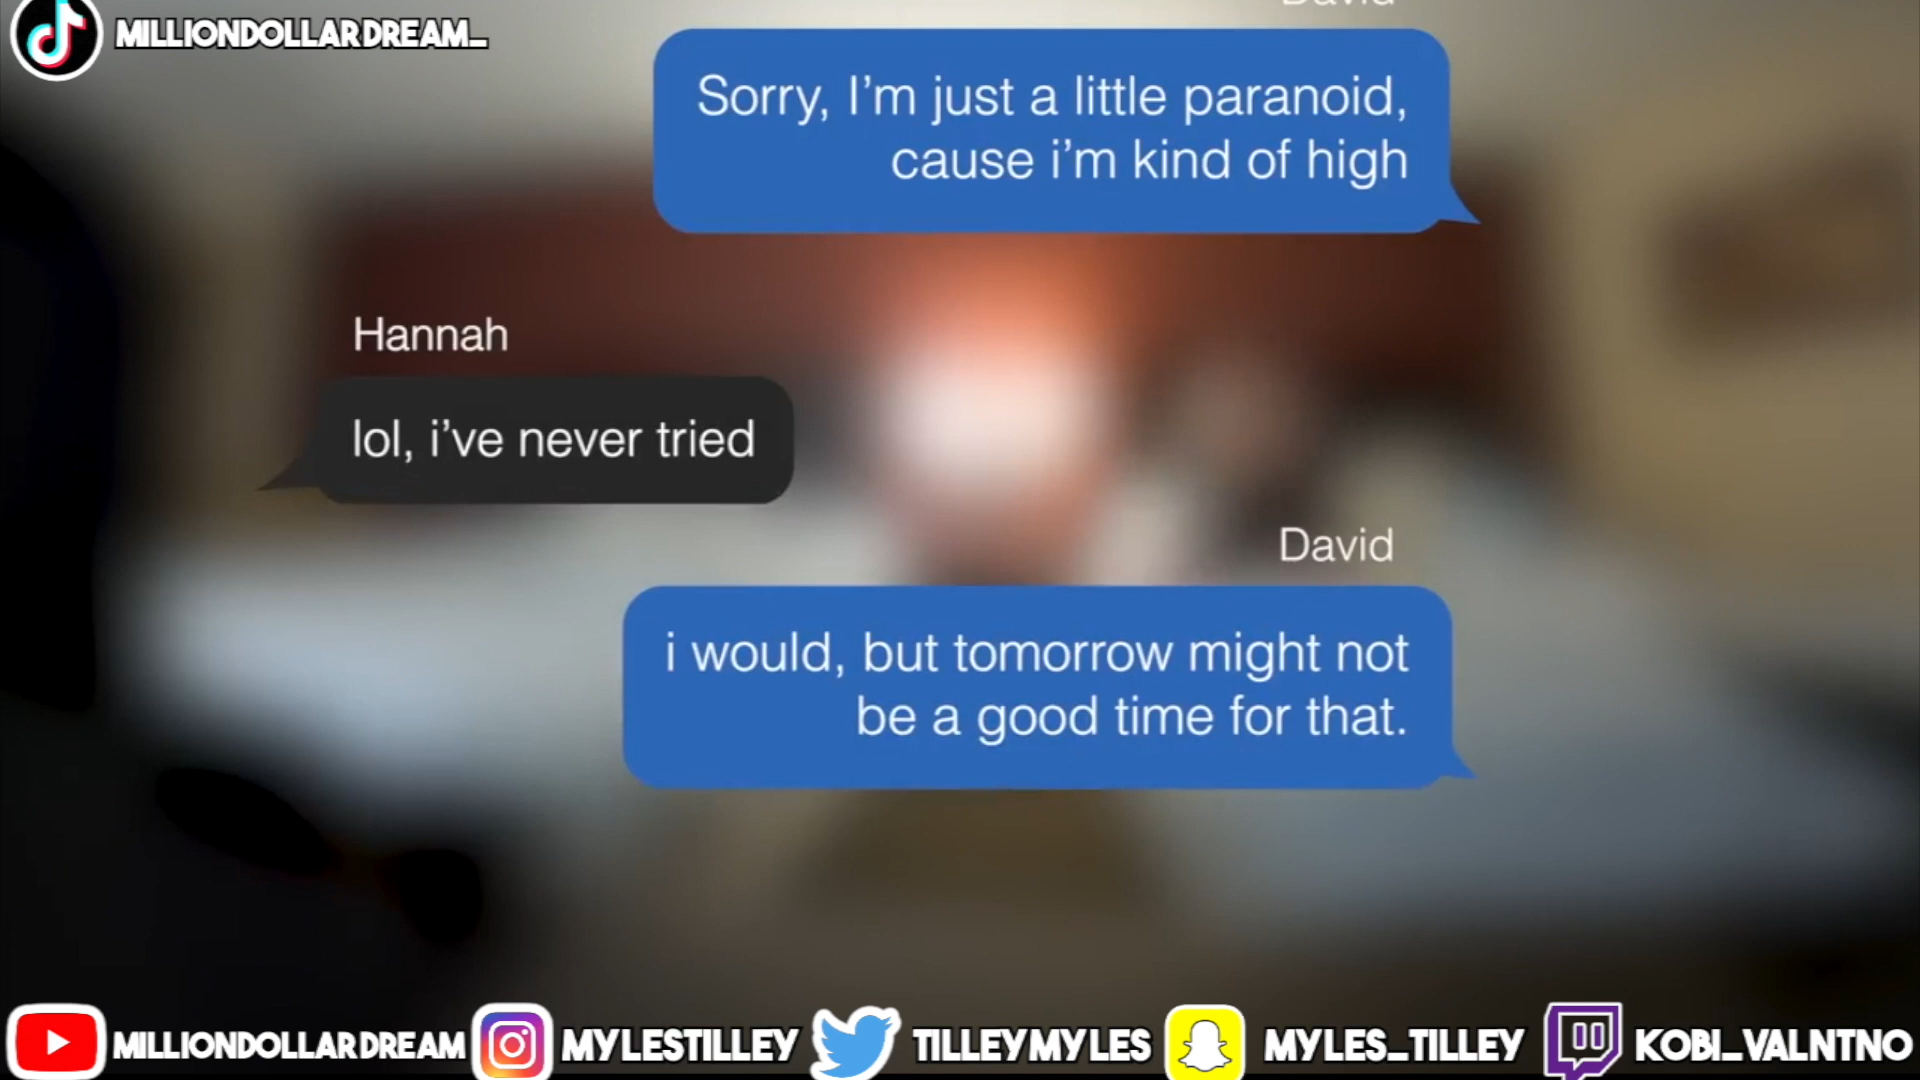 MILLIONDOLLARDREAM_
David
Sorry, I'm just a little paranoid,
cause i'm kind of high
Hannah
lol, i've never tried
David
i would, but tomorrow might not
be a good time for that.
MILLIONDOLLARDREAM MYLESTILLEY TILLEYMYLES MYLES_TILLEY KOBI_VALNTNO